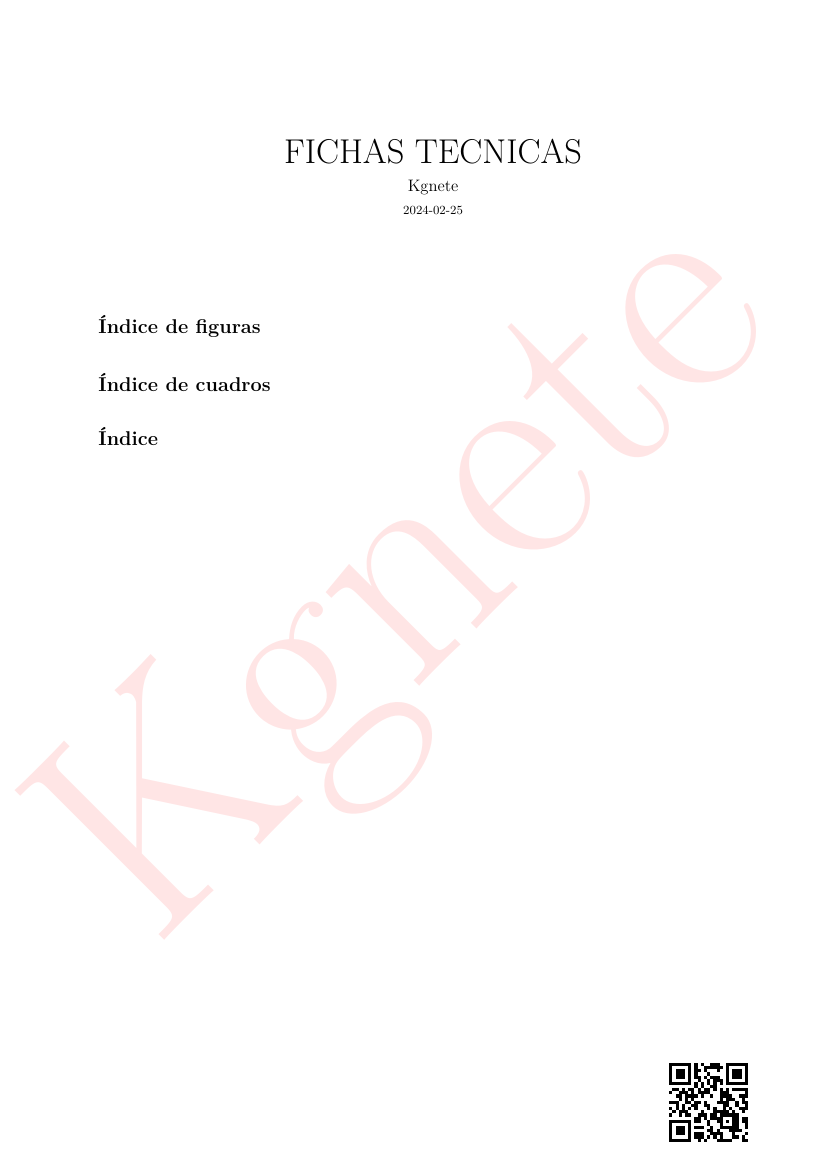 FICHAS TECNICAS
Kgnete
2024-02-25
Índice de figuras
Índice de cuadros
Índice
Kgnete